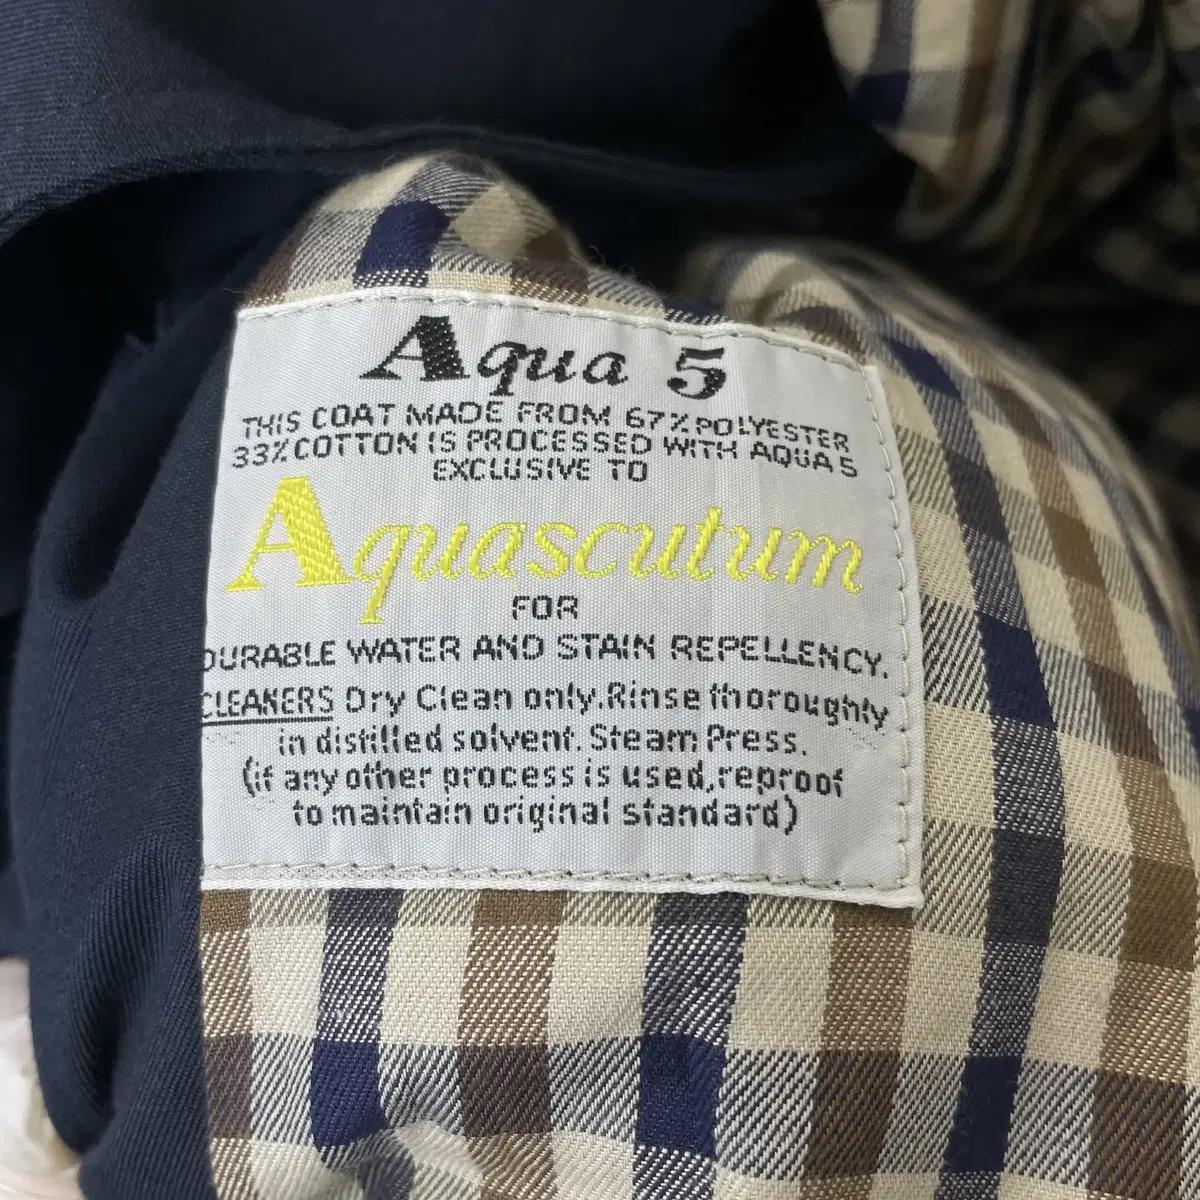 Aqua 5
THIS COAT MADE FROM 67% POLYESTER
33% COTTON IS PROCESSED WITH AQUA 5
EXCLUSIVE TO
Aquascutum
FOR
DURABLE WATER AND STAIN REPELLENCY.
CLEANERS Dry Clean only. Rinse thoroughly
in distilled solvent. Steam Press.
(if any other process is used, reproof
to maintain original standard)